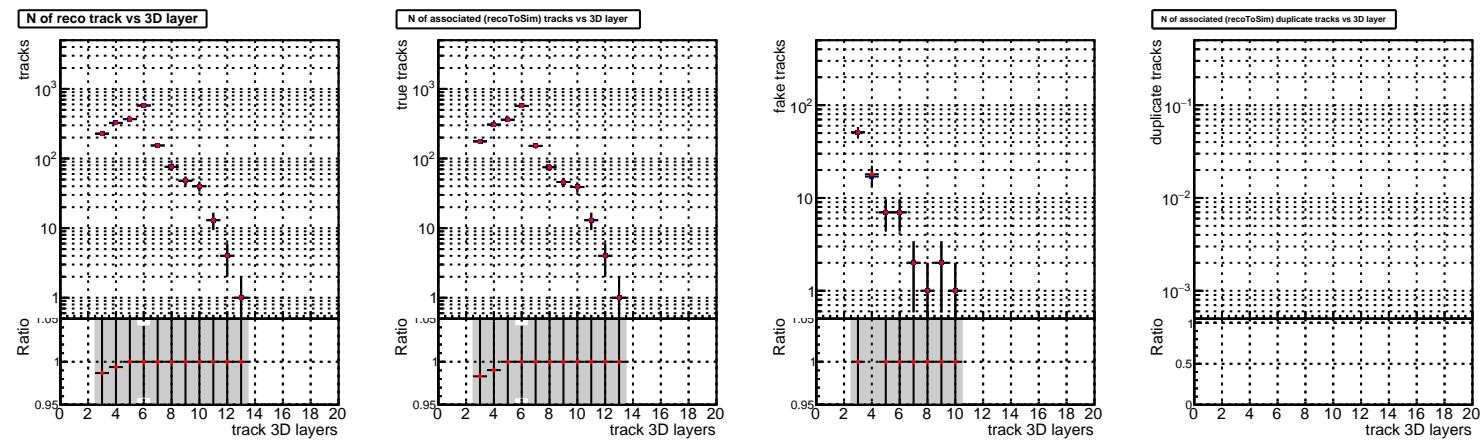 N of reco track vs 3D layer
tracks
10³
10²
10
1
Ratio
1.05
1
0.95
0 2 4 6 8 10 12 14 16 18 20
track 3D layers
N of associated (recoToSim) tracks vs 3D layer
true tracks
10³
10²
10
1
Ratio
1.05
1
0.95
0 2 4 6 8 10 12 14 16 18 20
track 3D layers
fake tracks
10²
10
1
Ratio
1.05
1
0.95
0 2 4 6 8 10 12 14 16 18 20
track 3D layers
N of associated (recoToSim) duplicate tracks vs 3D layer
duplicate tracks
10⁻¹
10⁻²
10⁻³
Ratio
1
0.5
0
0 2 4 6 8 10 12 14 16 18 20
track 3D layers